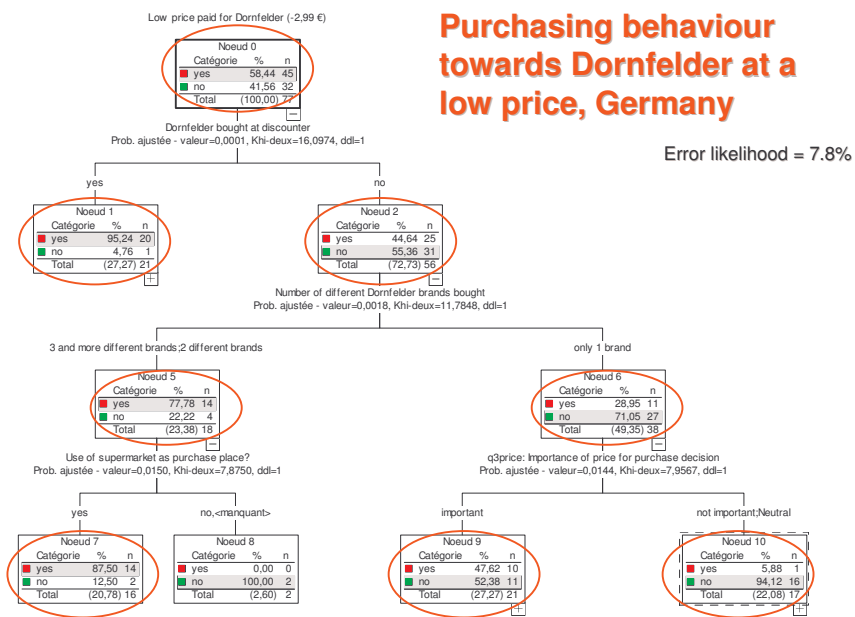 Low price paid for Dornfelder (-2,99 €)
Purchasing behaviour
towards Dornfelder at a
low price, Germany
Error likelihood = 7.8%
Noeud 0
Catégorie % n
yes 58,44 45
no 41,56 32
Total (100,00) 77
Dornfelder bought at discounter
Prob. ajustée - valeur=0,0001, Khi-deux=16,0974, ddl=1
yes
no
Noeud 1
Catégorie % n
yes 95,24 20
no 4,76 1
Total (27,27) 21
Noeud 2
Catégorie % n
yes 44,64 25
no 55,36 31
Total (72,73) 56
Number of different Dornfelder brands bought
Prob. ajustée - valeur=0,0018, Khi-deux=11,7848, ddl=1
3 and more different brands;2 different brands
only 1 brand
Noeud 5
Catégorie % n
yes 77,78 14
no 22,22 4
Total (23,38) 18
Noeud 6
Catégorie % n
yes 28,95 11
no 71,05 27
Total (49,35) 38
Use of supermarket as purchase place?
Prob. ajustée - valeur=0,0150, Khi-deux=7,8750, ddl=1
q3price: Importance of price for purchase decision
Prob. ajustée - valeur=0,0144, Khi-deux=7,9567, ddl=1
yes
no,<manquant>
important
not important;Neutral
Noeud 7
Catégorie % n
yes 87,50 14
no 12,50 2
Total (20,78) 16
Noeud 8
Catégorie % n
yes 0,00 0
no 100,00 2
Total (2,60) 2
Noeud 9
Catégorie % n
yes 47,62 10
no 52,38 11
Total (27,27) 21
Noeud 10
Catégorie % n
yes 5,88 1
no 94,12 16
Total (22,08) 17